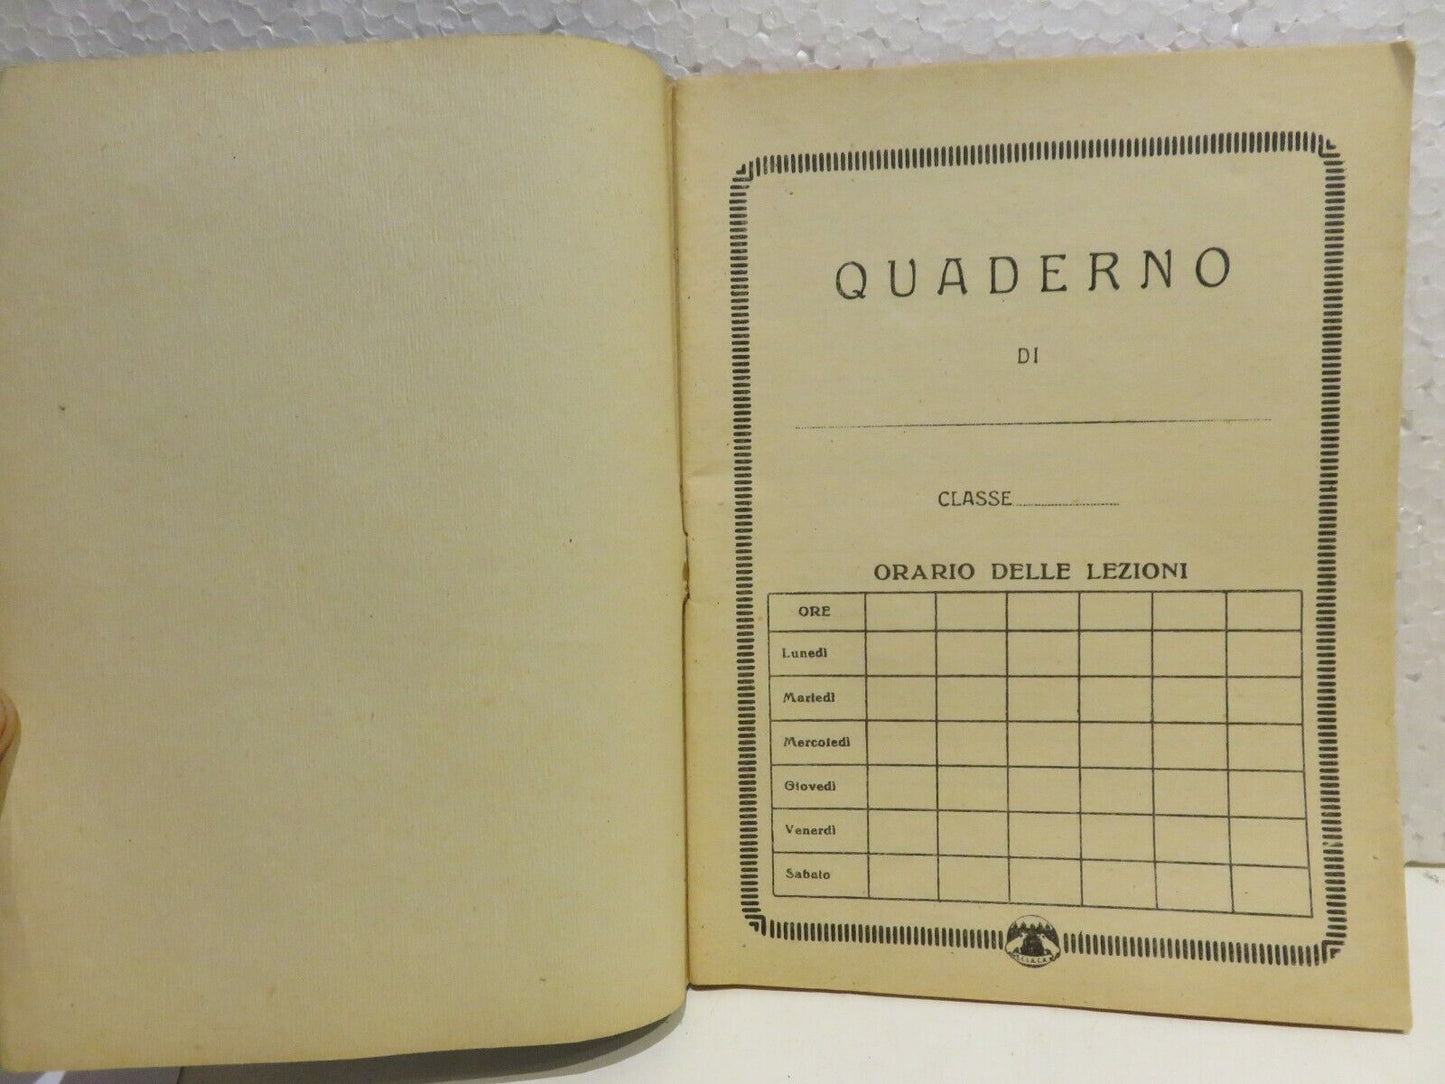 QUADERNO
DI
CLASSE
ORARIO DELLE LEZIONI
ORE
Lunedì
Martedì
Mercoledì
Giovedì
Venerdì
Sabato